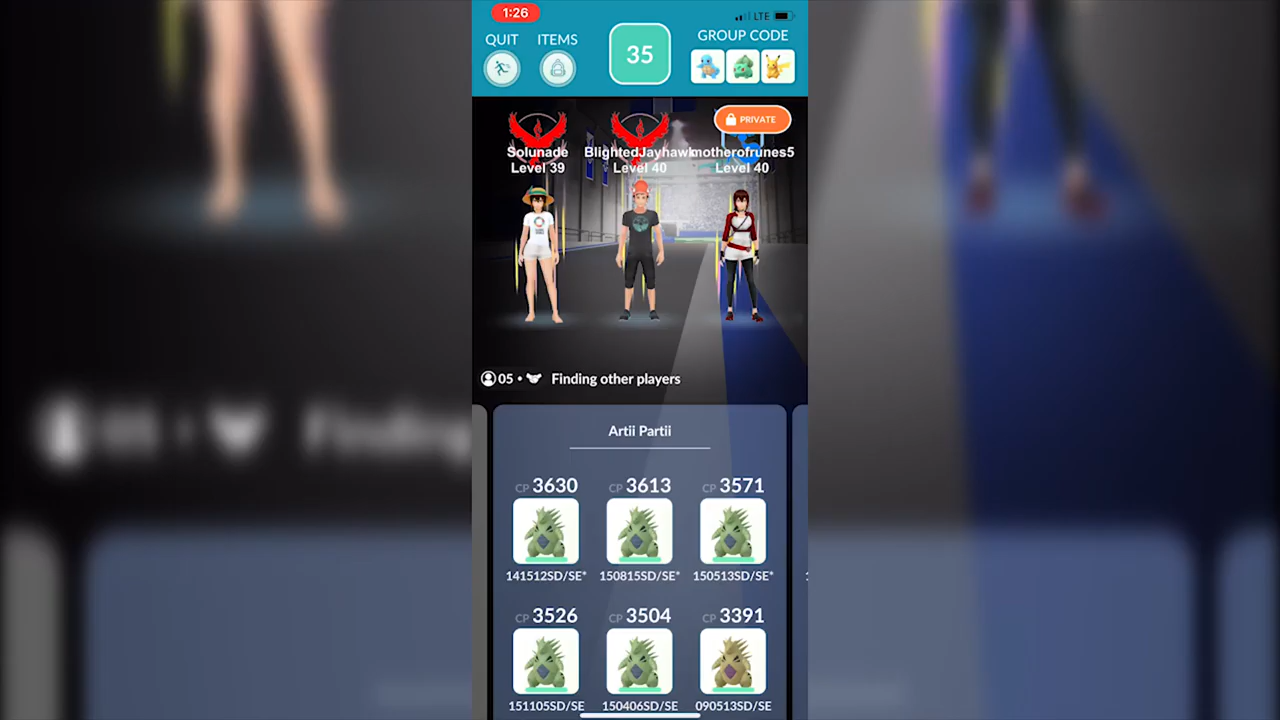 1:26
LTE
QUIT
ITEMS
35
GROUP CODE
PRIVATE
Solunade
Level 39
BlightedJayhawk
Level 40
motherofrunes5
Level 40
05 • Finding other players
Artii Partii
CP 3630
CP 3613
CP 3571
141512SD/SE*
150815SD/SE*
150513SD/SE*
CP 3526
CP 3504
CP 3391
151105SD/SE
150406SD/SE
090513SD/SE
Finding